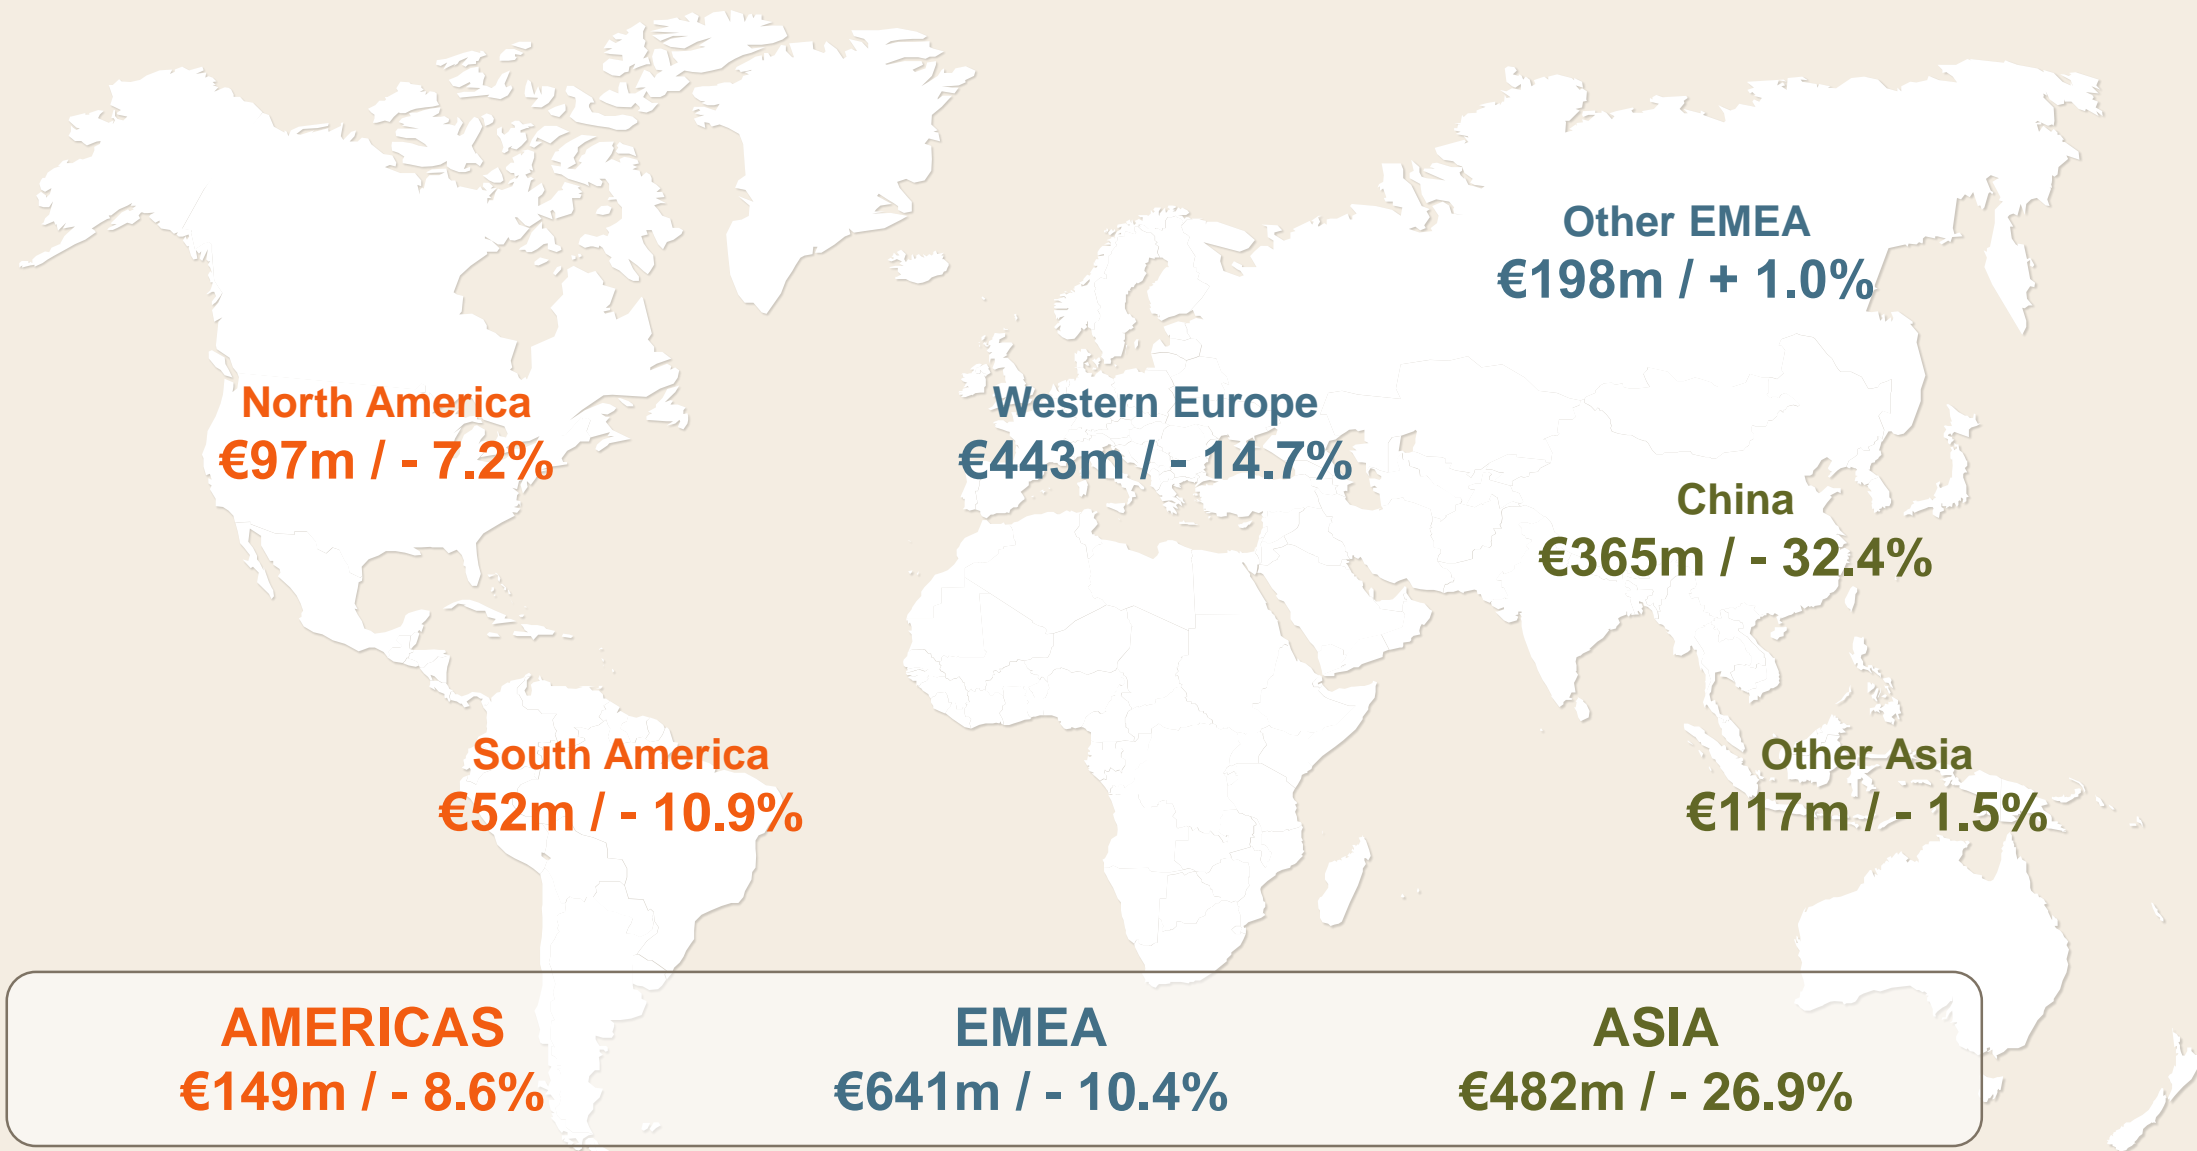 Other EMEA
€198m / + 1.0%
North America
€97m / - 7.2%
Western Europe
€443m / - 14.7%
China
€365m / - 32.4%
South America
€52m / - 10.9%
Other Asia
€117m / - 1.5%
AMERICAS
€149m / - 8.6%
EMEA
€641m / - 10.4%
ASIA
€482m / - 26.9%